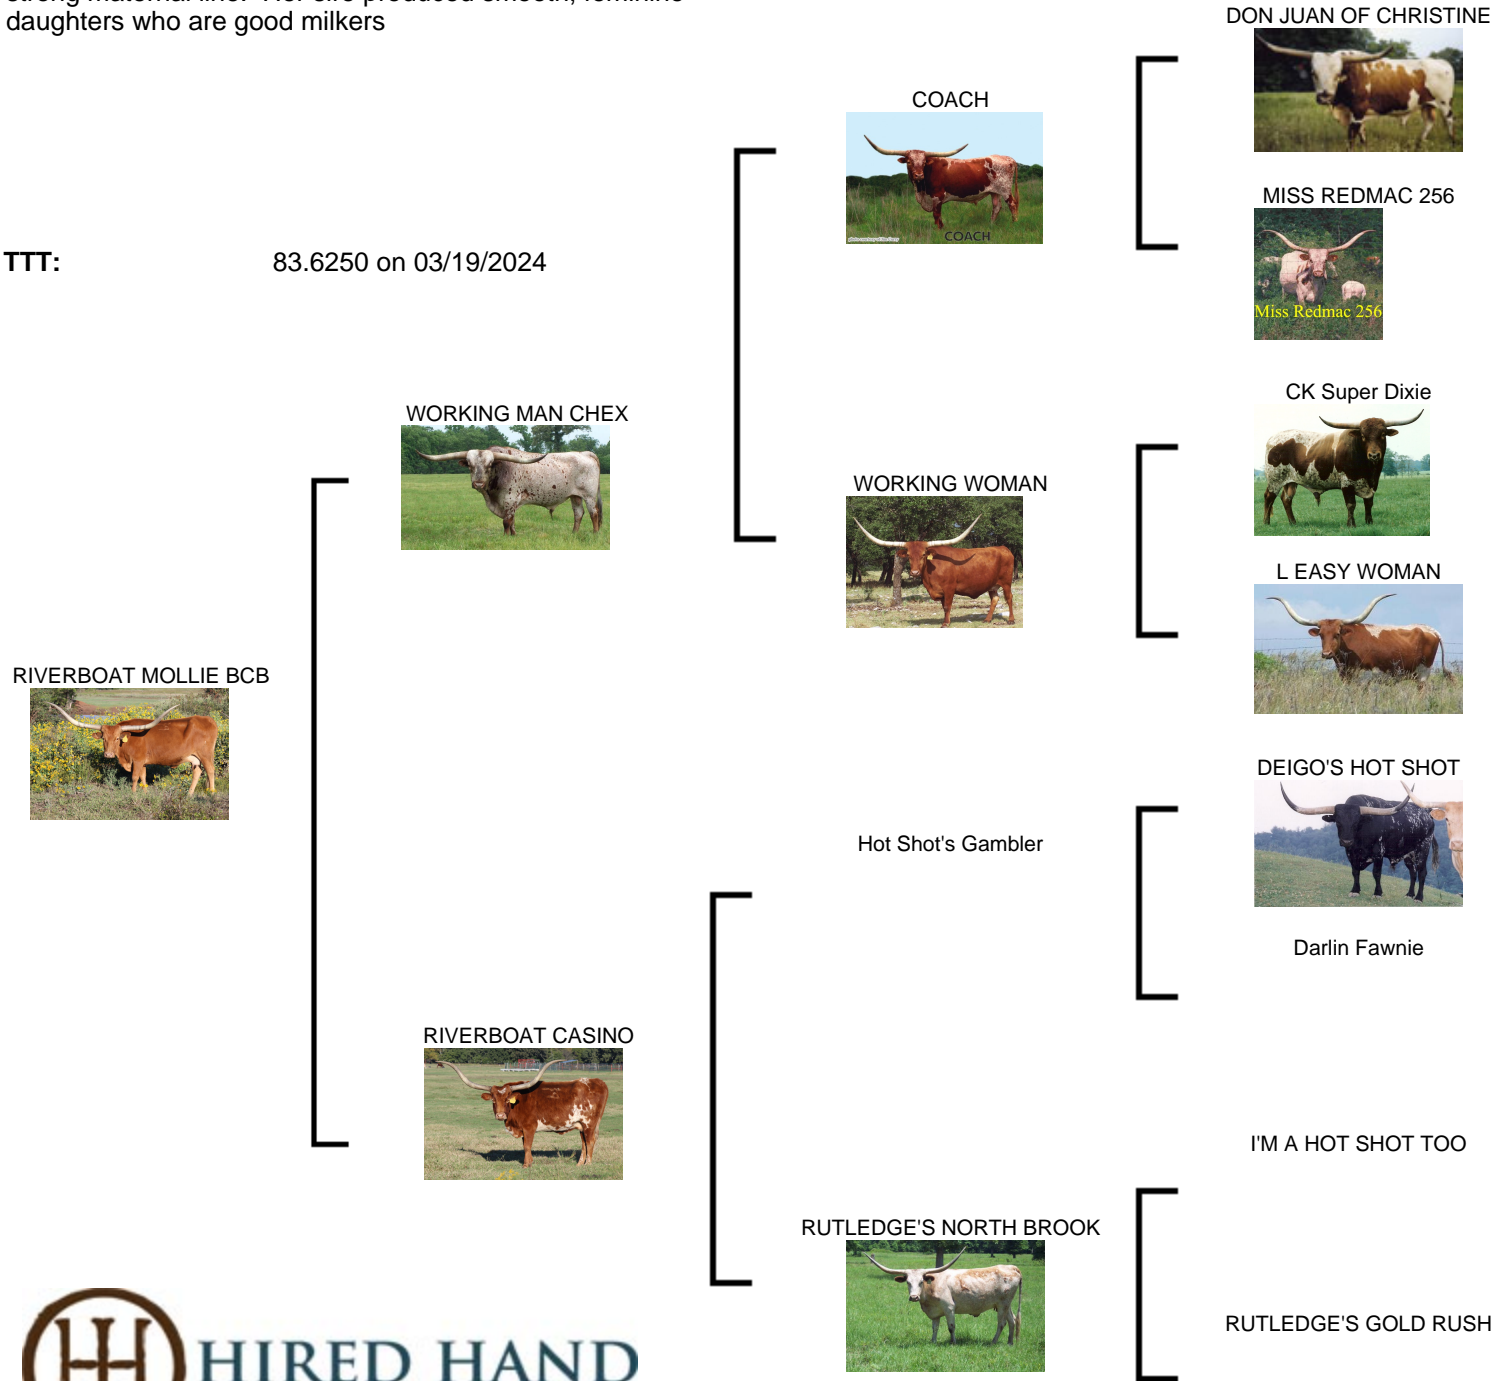 daughters who are good milkers
TTT: 83.6250 on 03/19/2024
RIVERBOAT MOLLIE BCB
WORKING MAN CHEX
RIVERBOAT CASINO
COACH
COACH
WORKING WOMAN
Hot Shot's Gambler
RUTLEDGE'S NORTH BROOK
DON JUAN OF CHRISTINE
MISS REDMAC 256
Miss Redmac 256
CK Super Dixie
L EASY WOMAN
DEIGO'S HOT SHOT
Darlin Fawnie
I'M A HOT SHOT TOO
RUTLEDGE'S GOLD RUSH
HIRED HAND